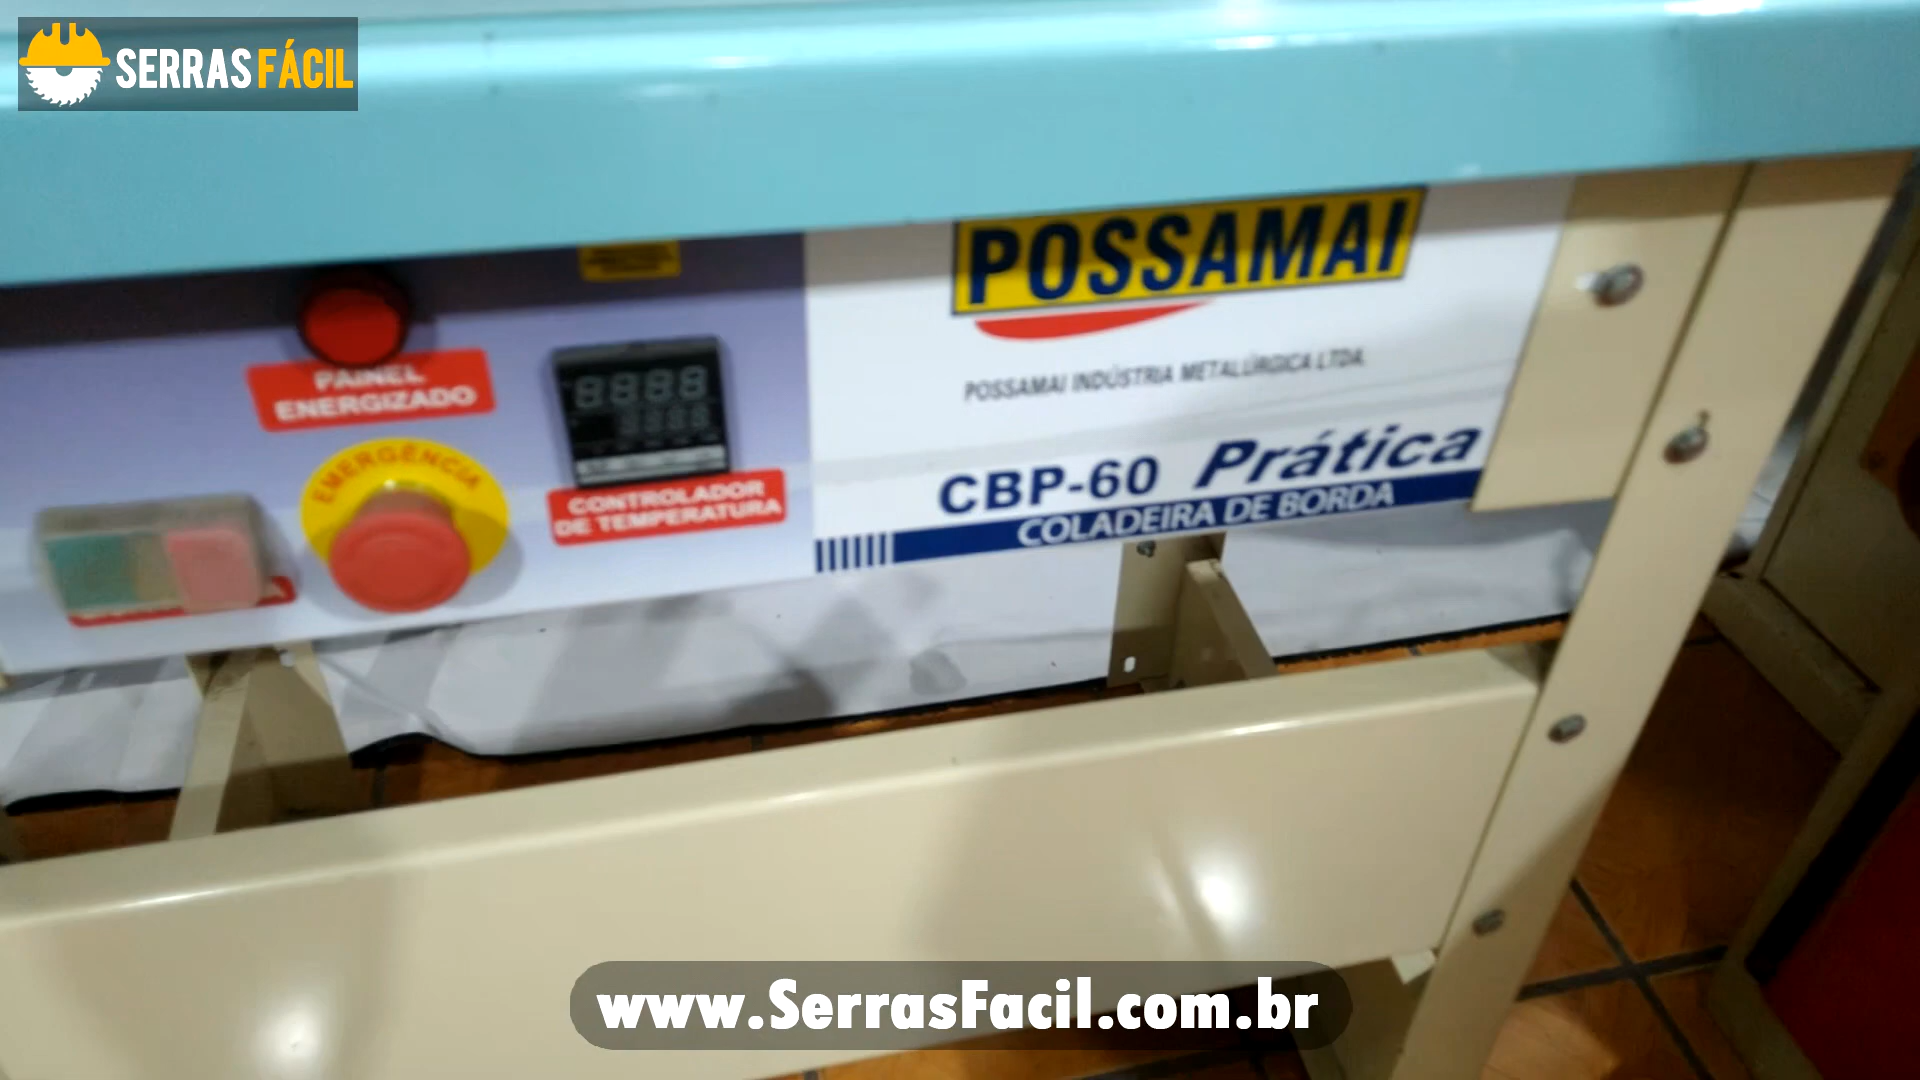 SERRAS FÁCIL
POSSAMAI
POSSAMAI INDÚSTRIA METALÚRGICA LTDA.
CBP-60 Prática
COLADEIRA DE BORDA
PAINEL
ENERGIZADO
EMERGÊNCIA
CONTROLADOR
DE TEMPERATURA
www.SerrasFacil.com.br